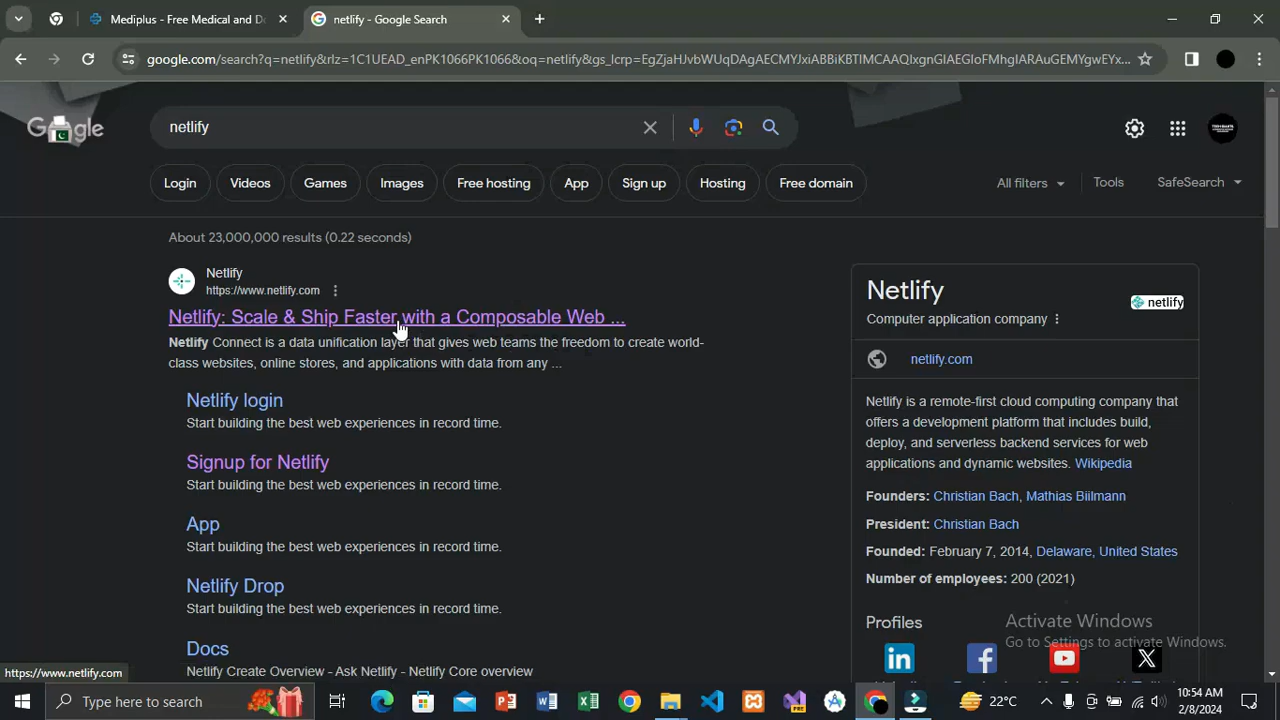 Mediplus - Free Medical and D
netlify - Google Search
google.com/search?q=netlify&rlz=1C1UEAD_enPK1066PK1066&oq=netlify&gs_lcrp=EgZjaHJvbWUqDAgAECMYJxiABBiKBTIMCAAQIxgnGIAEGIoFMhgIARAuGEMYgwEYx...
Google
netlify
Login
Videos
Games
Images
Free hosting
App
Sign up
Hosting
Free domain
All filters
Tools
SafeSearch
About 23,000,000 results (0.22 seconds)
Netlify
https://www.netlify.com
Netlify: Scale & Ship Faster with a Composable Web ...
Netlify Connect is a data unification layer that gives web teams the freedom to create world-
class websites, online stores, and applications with data from any ...
Netlify login
Start building the best web experiences in record time.
Signup for Netlify
Start building the best web experiences in record time.
App
Start building the best web experiences in record time.
Netlify Drop
Start building the best web experiences in record time.
Docs
Netlify Create Overview - Ask Netlify - Netlify Core overview
Netlify
Computer application company
netlify
netlify.com
Netlify is a remote-first cloud computing company that
offers a development platform that includes build,
deploy, and serverless backend services for web
applications and dynamic websites. Wikipedia
Founders: Christian Bach, Mathias Biilmann
President: Christian Bach
Founded: February 7, 2014, Delaware, United States
Number of employees: 200 (2021)
Profiles
Activate Windows
Go to Settings to activate Windows.
https://www.netlify.com
Type here to search
22°C
10:54 AM
2/8/2024